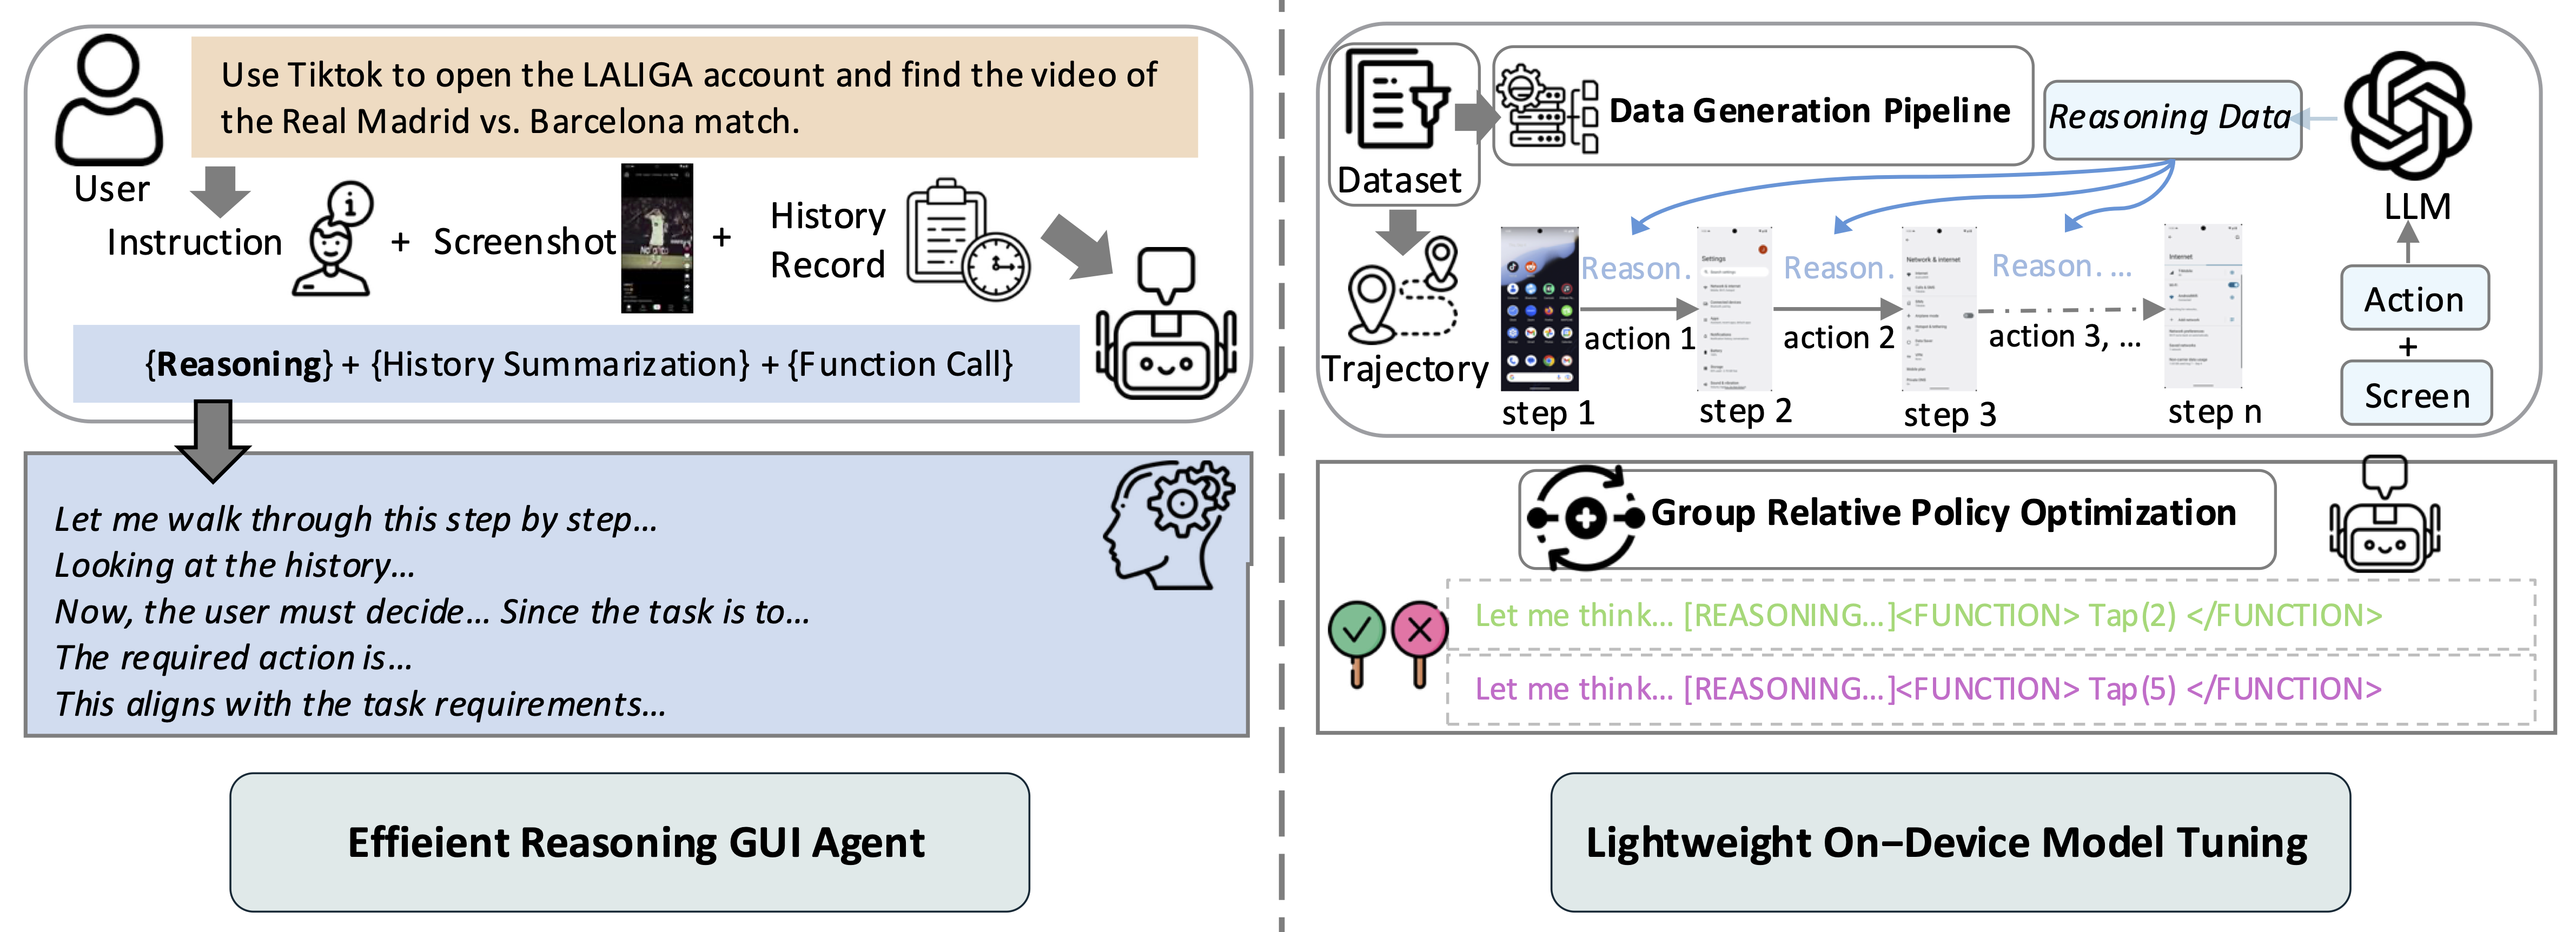 Use Tiktok to open the LALIGA account and find the video of
the Real Madrid vs. Barcelona match.
User
Instruction
+
Screenshot
+
History
Record
{Reasoning} + {History Summarization} + {Function Call}
Let me walk through this step by step...
Looking at the history...
Now, the user must decide... Since the task is to...
The required action is...
This aligns with the task requirements...
Effieient Reasoning GUI Agent
Dataset
Data Generation Pipeline
Reasoning Data
LLM
Trajectory
Reason.
Reason.
Reason. ...
action 1
action 2
action 3, ...
Settings
Network & internet
Internet
step 1
step 2
step 3
step n
Action
+
Screen
Group Relative Policy Optimization
Let me think... [REASONING...]<FUNCTION> Tap(2) </FUNCTION>
Let me think... [REASONING...]<FUNCTION> Tap(5) </FUNCTION>
Lightweight On–Device Model Tuning